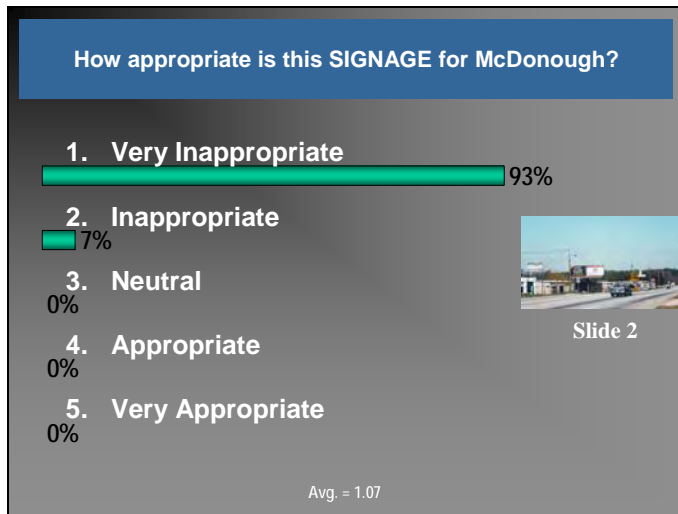 How appropriate is this SIGNAGE for McDonough?
1. Very Inappropriate
93%
2. Inappropriate
7%
3. Neutral
0%
4. Appropriate
0%
5. Very Appropriate
0%
Slide 2
Avg. = 1.07